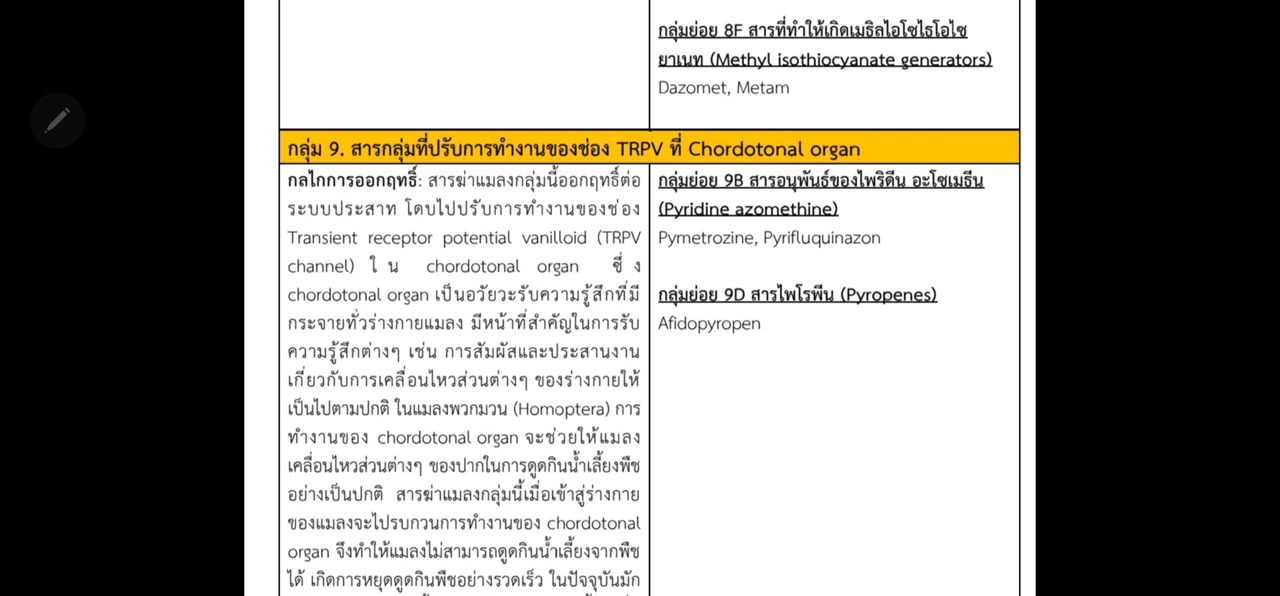 กลุ่มย่อย 8F สารที่ทำให้เกิดเมธิลไอโซไธโอไซ
ยาเนท (Methyl isothiocyanate generators)
Dazomet, Metam
กลุ่ม 9. สารกลุ่มที่ปรับการทำงานของช่อง TRPV ที่ Chordotonal organ
กลไกการออกฤทธิ์: สารฆ่าแมลงกลุ่มนี้ออกฤทธิ์ต่อ
ระบบประสาท โดบไปปรับการทำงานของช่อง
Transient receptor potential vanilloid (TRPV
channel) ใน chordotonal organ ซึ่ง
chordotonal organ เป็นอวัยวะรับความรู้สึกที่มี
กระจายทั่วร่างกายแมลง มีหน้าที่สำคัญในการรับ
ความรู้สึกต่างๆ เช่น การสัมผัสและประสานงาน
เกี่ยวกับการเคลื่อนไหวส่วนต่างๆ ของร่างกายให้
เป็นไปตามปกติ ในแมลงพวกมวน (Homoptera) การ
ทำงานของ chordotonal organ จะช่วยให้แมลง
เคลื่อนไหวส่วนต่างๆ ของปากในการดูดกินน้ำเลี้ยงพืช
อย่างเป็นปกติ สารฆ่าแมลงกลุ่มนี้เมื่อเข้าสู่ร่างกาย
ของแมลงจะไปรบกวนการทำงานของ chordotonal
organ จึงทำให้แมลงไม่สามารถดูดกินน้ำเลี้ยงจากพืช
ได้ เกิดการหยุดดูดกินพืชอย่างรวดเร็ว ในปัจจุบันมัก
กลุ่มย่อย 9B สารอนุพันธ์ของไพริดีน อะโซเมธีน
(Pyridine azomethine)
Pymetrozine, Pyrifluquinazon
กลุ่มย่อย 9D สารไพโรพีน (Pyropenes)
Afidopyropen